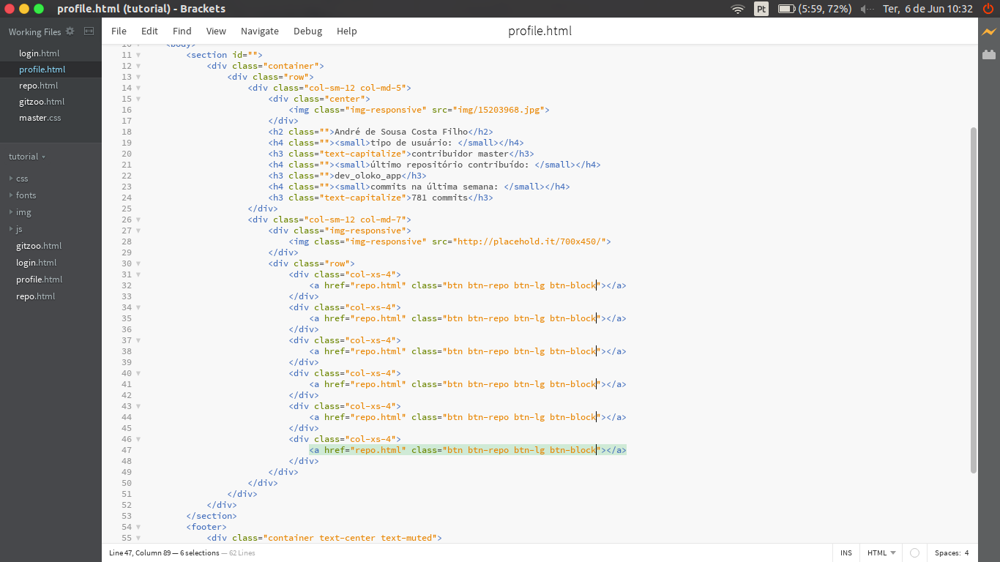 profile.html (tutorial) - Brackets
Pt (5:59, 72%) Ter, 6 de Jun 10:32
Working Files
login.html
profile.html
repo.html
gitzoo.html
master.css
tutorial
css
fonts
img
js
gitzoo.html
login.html
profile.html
repo.html
File Edit Find View Navigate Debug Help
profile.html
10 <body>
11 <section id="">
12 <div class="container">
13 <div class="row">
14 <div class="col-sm-12 col-md-5">
15 <div class="center">
16 <img class="img-responsive" src="img/15203968.jpg">
17 </div>
18 <h2 class="">André de Sousa Costa Filho</h2>
19 <h4 class=""><small>tipo de usuário: </small></h4>
20 <h3 class="text-capitalize">contribuidor master</h3>
21 <h4 class=""><small>último repositório contribuído: </small></h4>
22 <h3 class="">dev_oloko_app</h3>
23 <h4 class=""><small>commits na última semana: </small></h4>
24 <h3 class="text-capitalize">781 commits</h3>
25 </div>
26 <div class="col-sm-12 col-md-7">
27 <div class="img-responsive">
28 <img class="img-responsive" src="http://placehold.it/700x450/">
29 </div>
30 <div class="row">
31 <div class="col-xs-4">
32 <a href="repo.html" class="btn btn-repo btn-lg btn-block"></a>
33 </div>
34 <div class="col-xs-4">
35 <a href="repo.html" class="btn btn-repo btn-lg btn-block"></a>
36 </div>
37 <div class="col-xs-4">
38 <a href="repo.html" class="btn btn-repo btn-lg btn-block"></a>
39 </div>
40 <div class="col-xs-4">
41 <a href="repo.html" class="btn btn-repo btn-lg btn-block"></a>
42 </div>
43 <div class="col-xs-4">
44 <a href="repo.html" class="btn btn-repo btn-lg btn-block"></a>
45 </div>
46 <div class="col-xs-4">
47 <a href="repo.html" class="btn btn-repo btn-lg btn-block"></a>
48 </div>
49 </div>
50 </div>
51 </div>
52 </div>
53 </section>
54 <footer>
55 <div class="container text-center text-muted">
Line 47, Column 89 — 6 selections — 62 Lines
INS HTML Spaces: 4